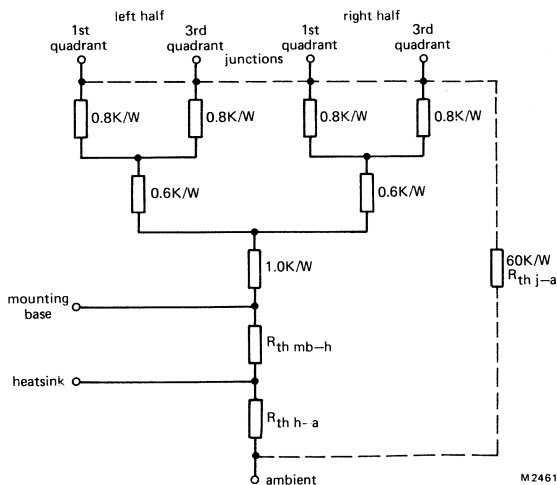 left half
right half
1st
quadrant
3rd
quadrant
junctions
1st
quadrant
3rd
quadrant
0.8K/W
0.8K/W
0.8K/W
0.8K/W
0.6K/W
0.6K/W
1.0K/W
60K/W
Rth j–a
mounting
base
Rth mb–h
heatsink
Rth h–a
ambient
M2461